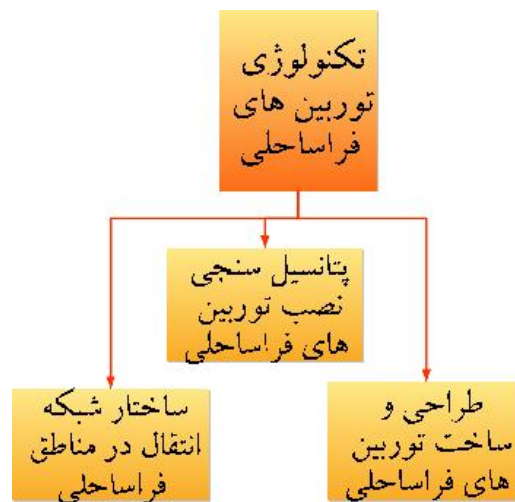 تکنولوژی
توربین های
فراساحلی
پتانسیل سنجی
نصب توربین
های فراساحلی
طراحی و
ساخت توربین
های فراساحلی
ساختار شبکه
انتقال در مناطق
فراساحلی